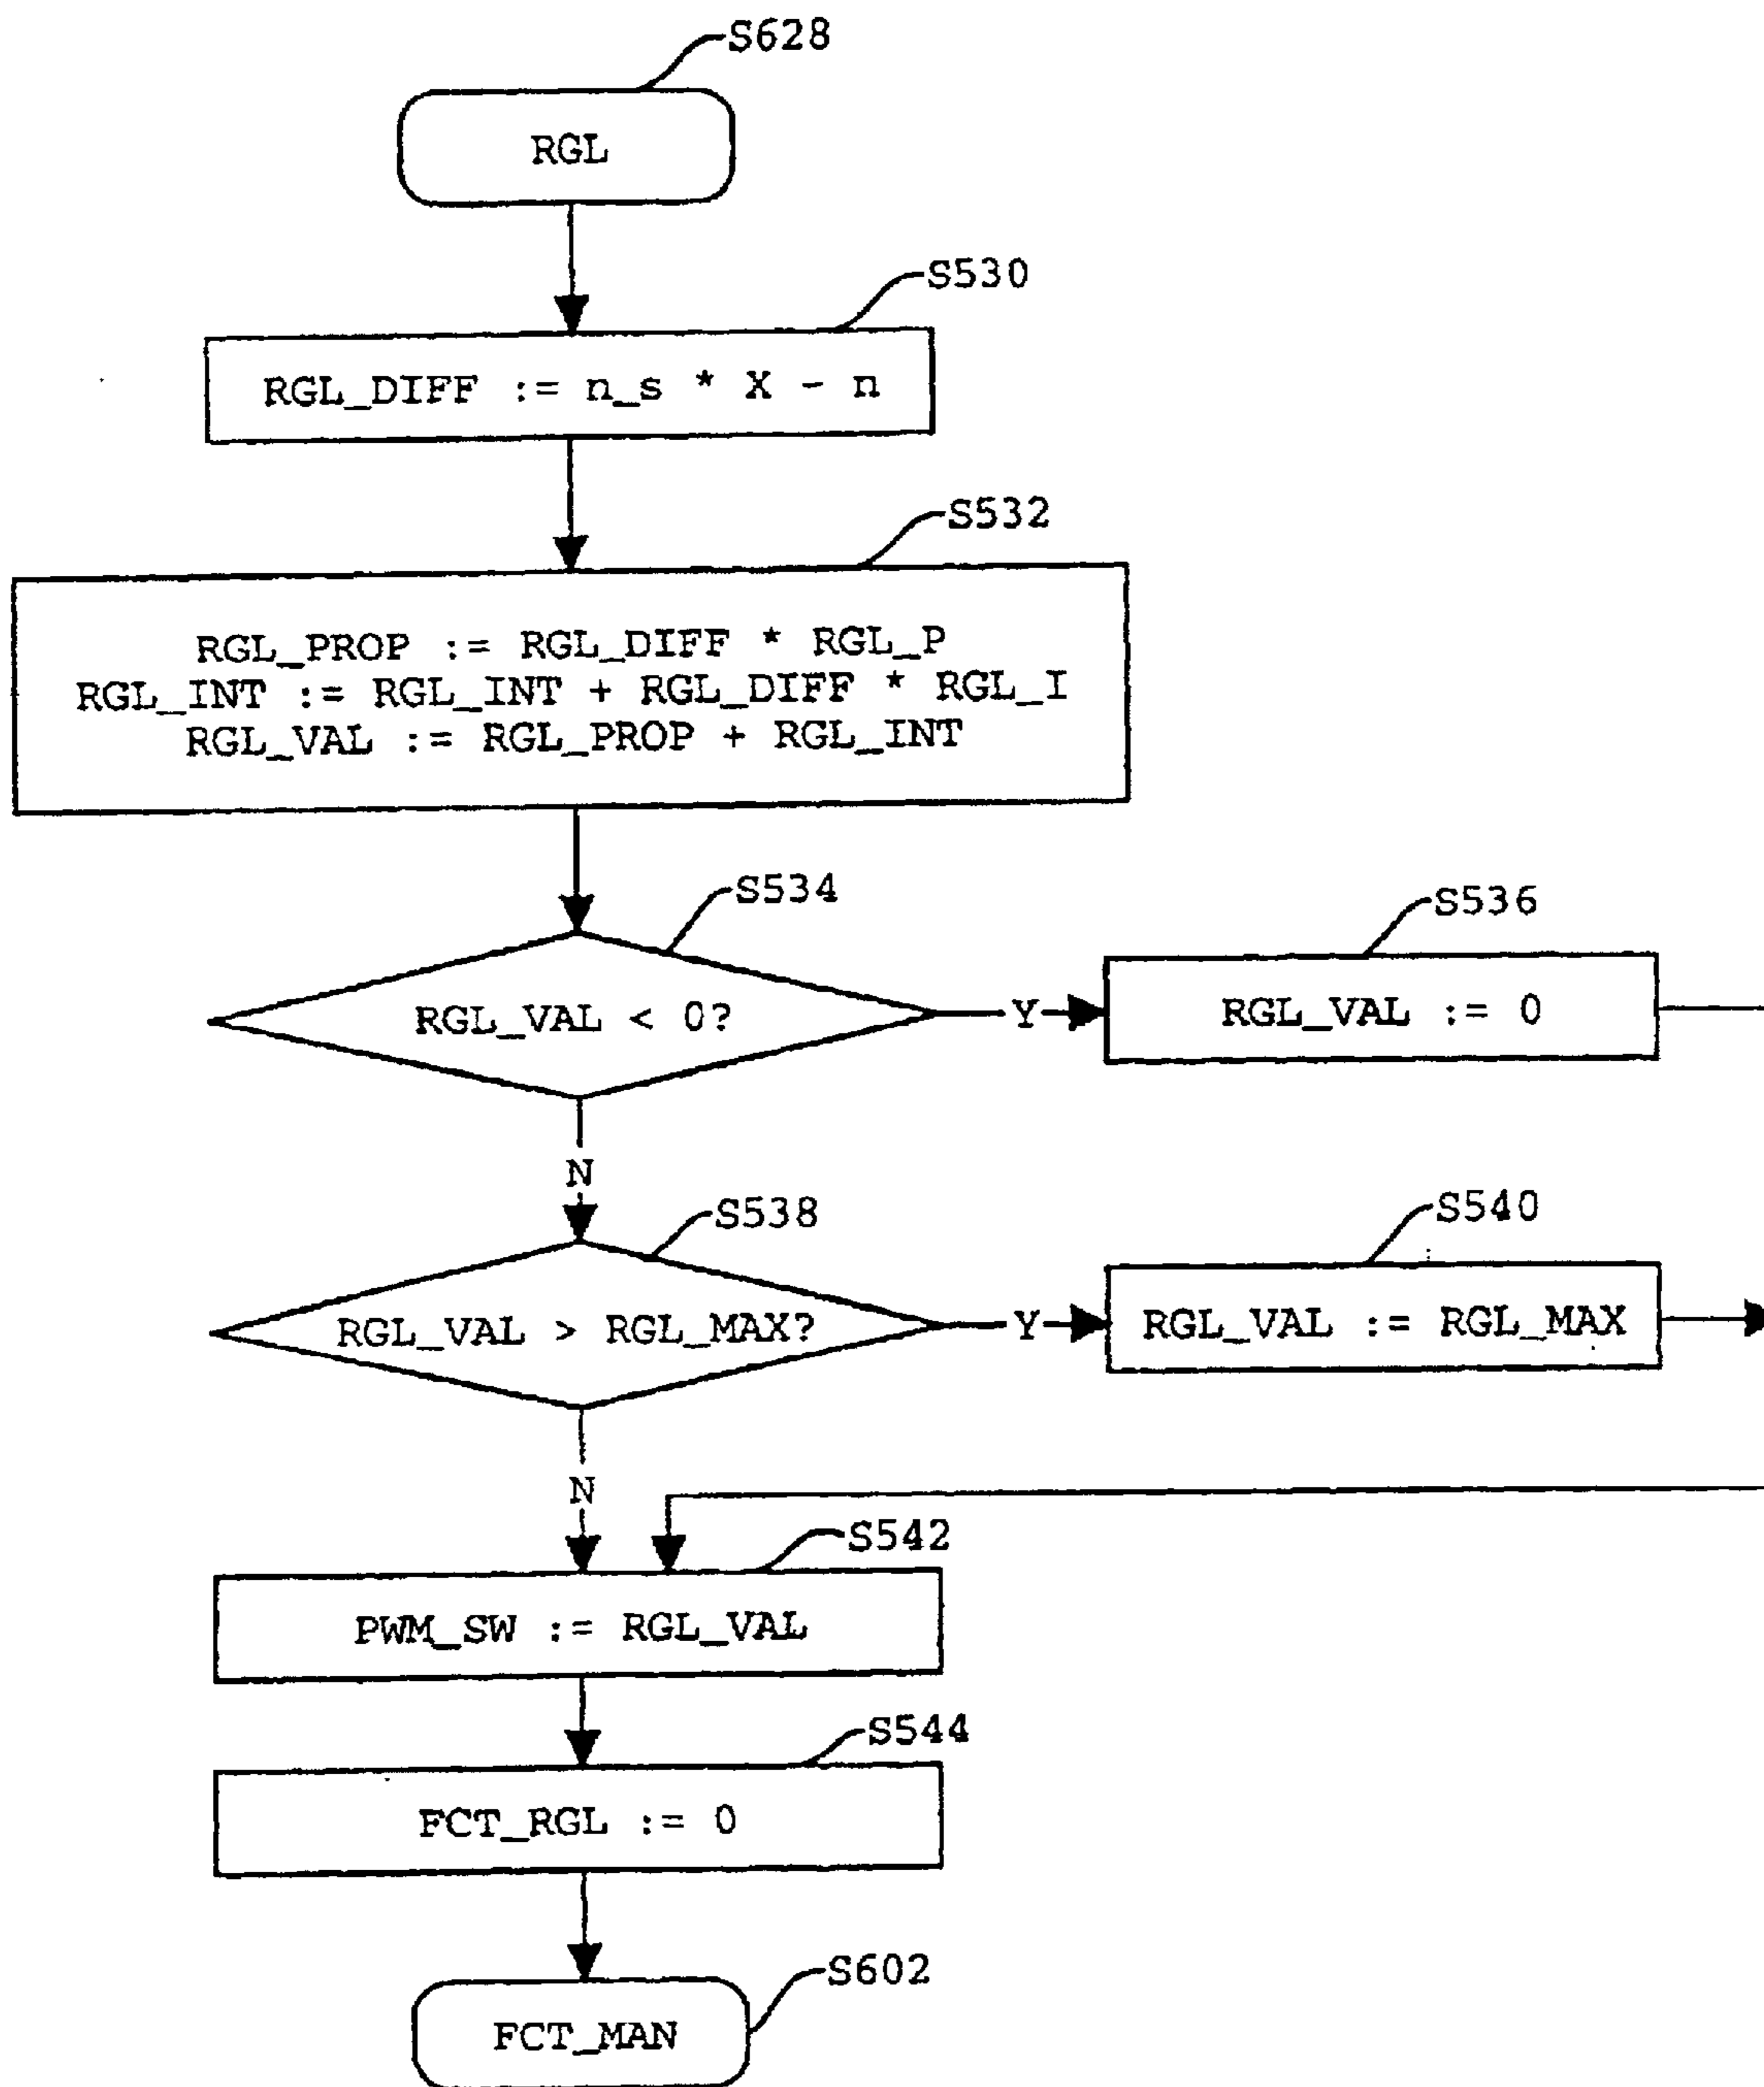 S628
RGL
S530
RGL_DIFF := n_s * X - n
S532
RGL_PROP := RGL_DIFF * RGL_P
RGL_INT := RGL_INT + RGL_DIFF * RGL_I
RGL_VAL := RGL_PROP + RGL_INT
S534
RGL_VAL < 0?
Y
S536
RGL_VAL := 0
N
S538
RGL_VAL > RGL_MAX?
Y
S540
RGL_VAL := RGL_MAX
N
S542
PWM_SW := RGL_VAL
S544
FCT_RGL := 0
S602
FCT_MAN